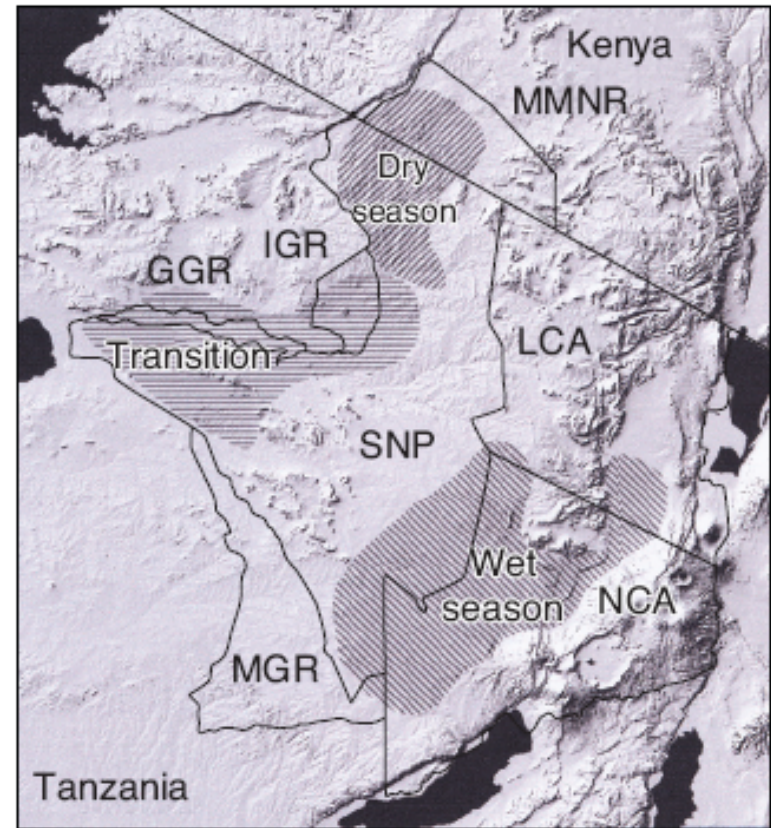 Kenya
MMNR
Dry
season
IGR
GGR
LCA
Transition
SNP
Wet
season
NCA
MGR
Tanzania